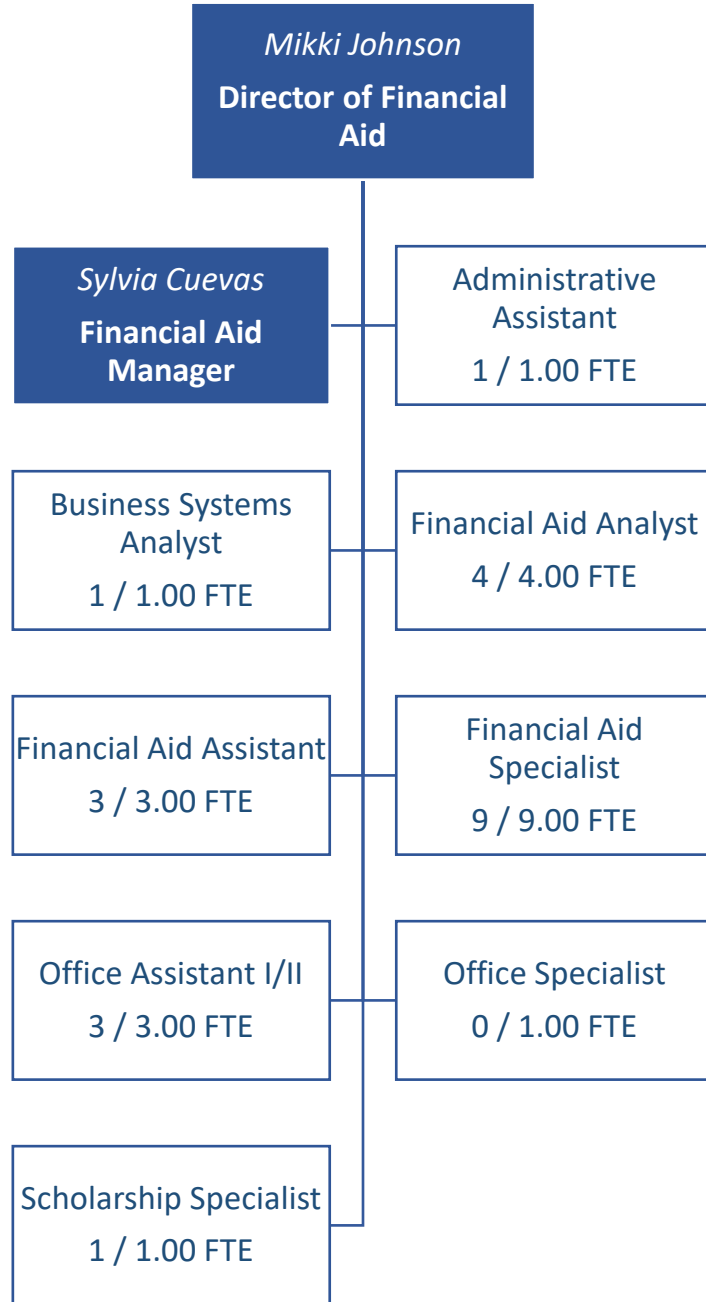 Mikki Johnson
Director of Financial
Aid
Sylvia Cuevas
Financial Aid
Manager
Administrative
Assistant
1 / 1.00 FTE
Business Systems
Analyst
1 / 1.00 FTE
Financial Aid Analyst
4 / 4.00 FTE
Financial Aid Assistant
3 / 3.00 FTE
Financial Aid
Specialist
9 / 9.00 FTE
Office Assistant I/II
3 / 3.00 FTE
Office Specialist
0 / 1.00 FTE
Scholarship Specialist
1 / 1.00 FTE